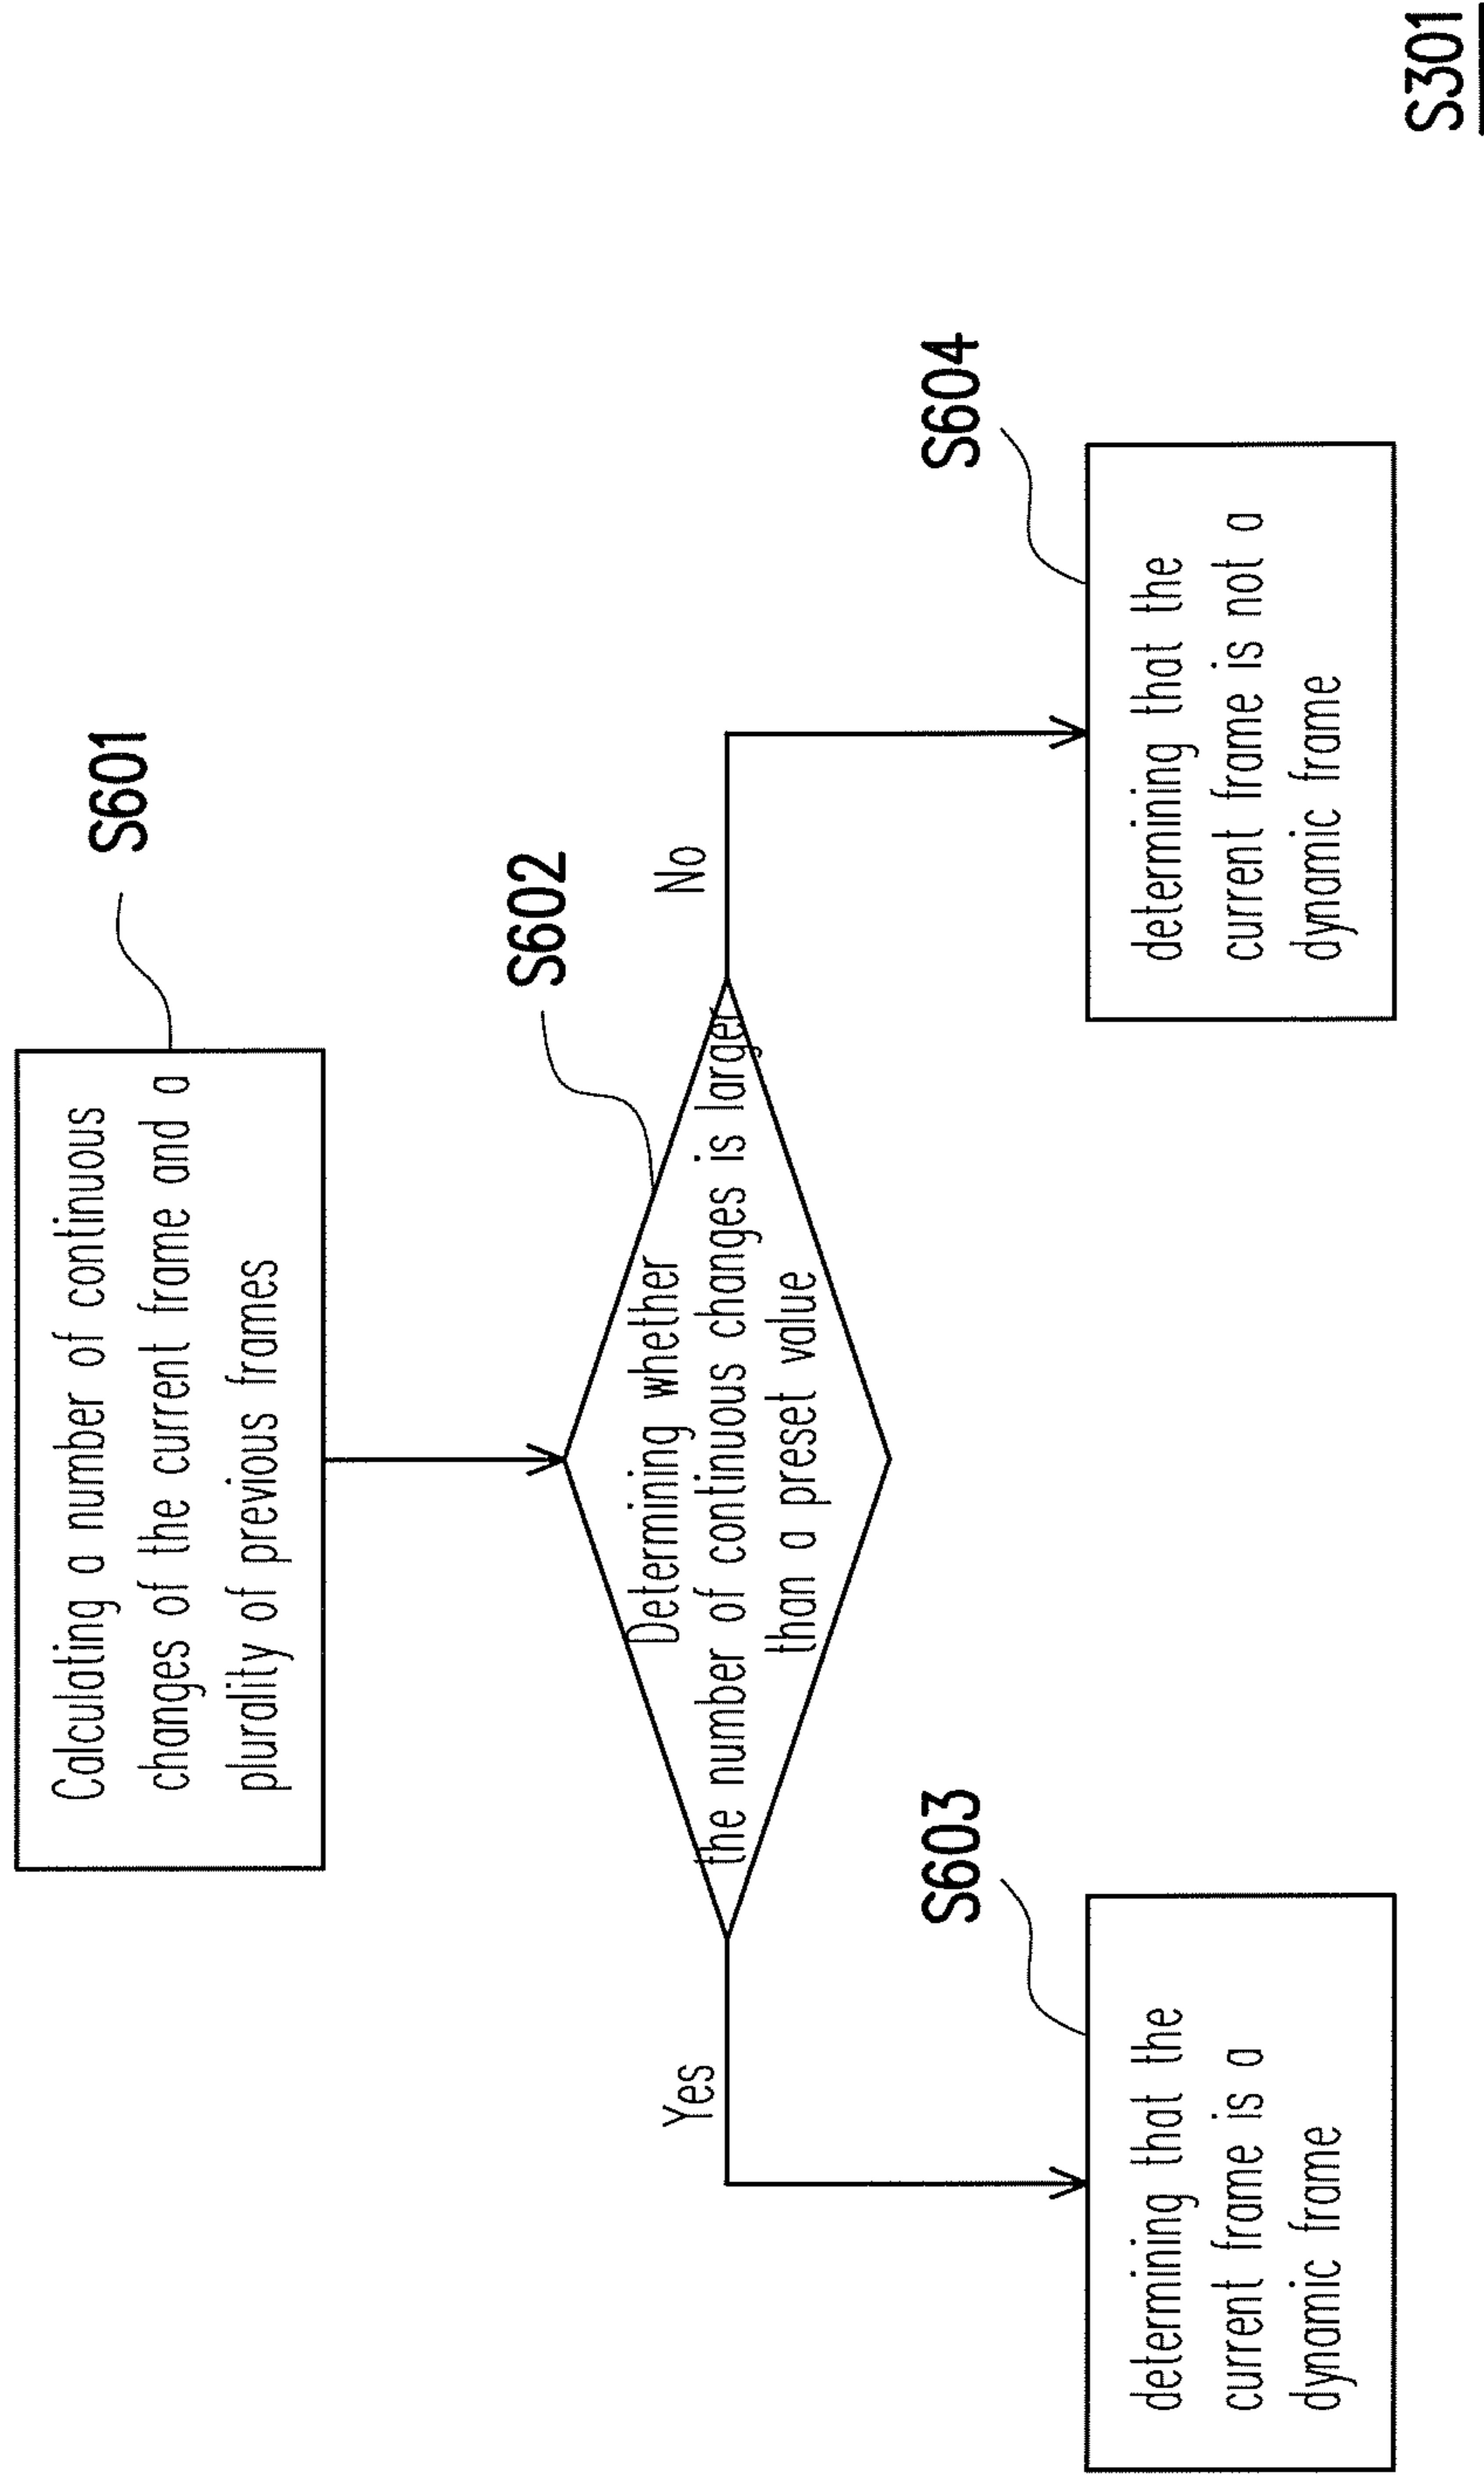 Calculating a number of continuous
changes of the current frame and a
plurality of previous frames
S601
Determining whether
the number of continuous changes is larger
than a preset value
S602
Yes
No
determining that the
current frame is a
dynamic frame
S603
determining that the
current frame is not a
dynamic frame
S604
S301